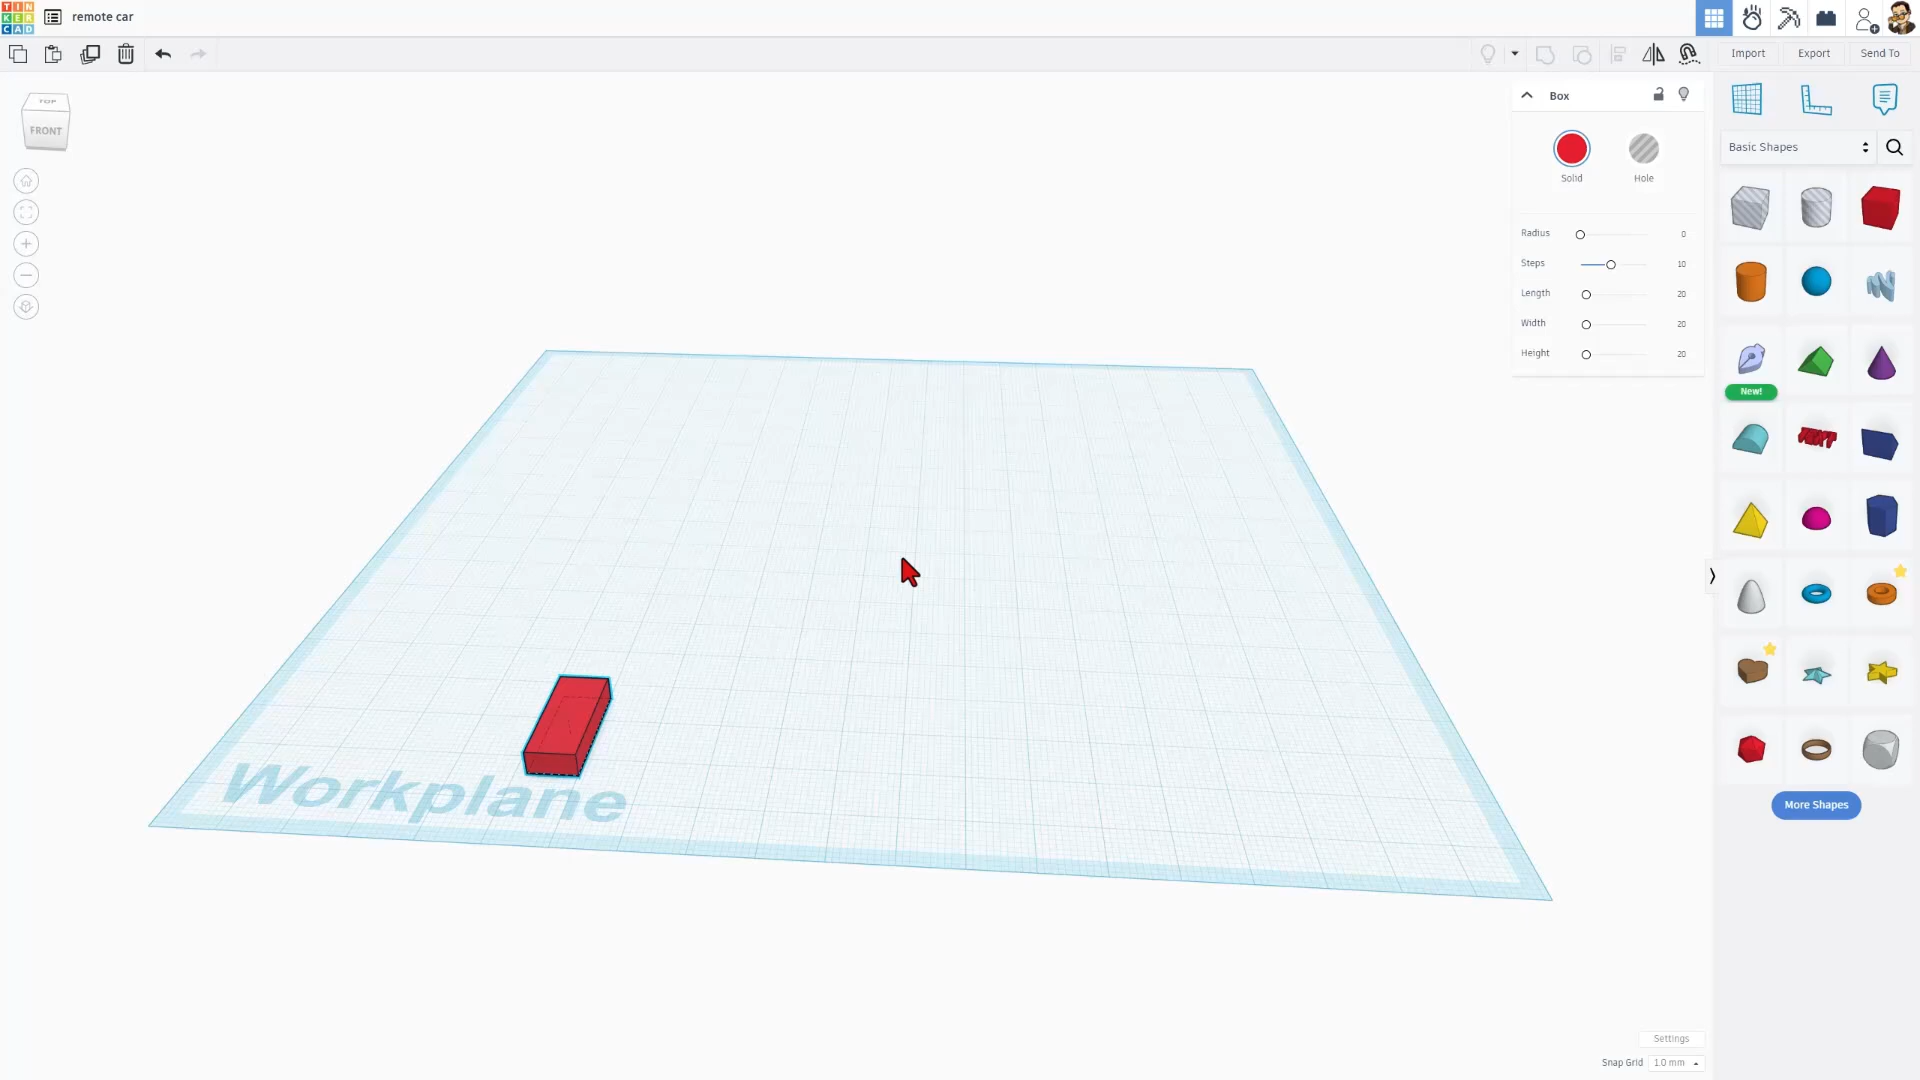 TIN
KER
CAD
remote car
Import
Export
Send To
TOP
FRONT
Box
Solid
Hole
Radius 0
Steps 10
Length 20
Width 20
Height 20
Basic Shapes
New!
TEXT
More Shapes
Workplane
Settings
Snap Grid 1.0 mm